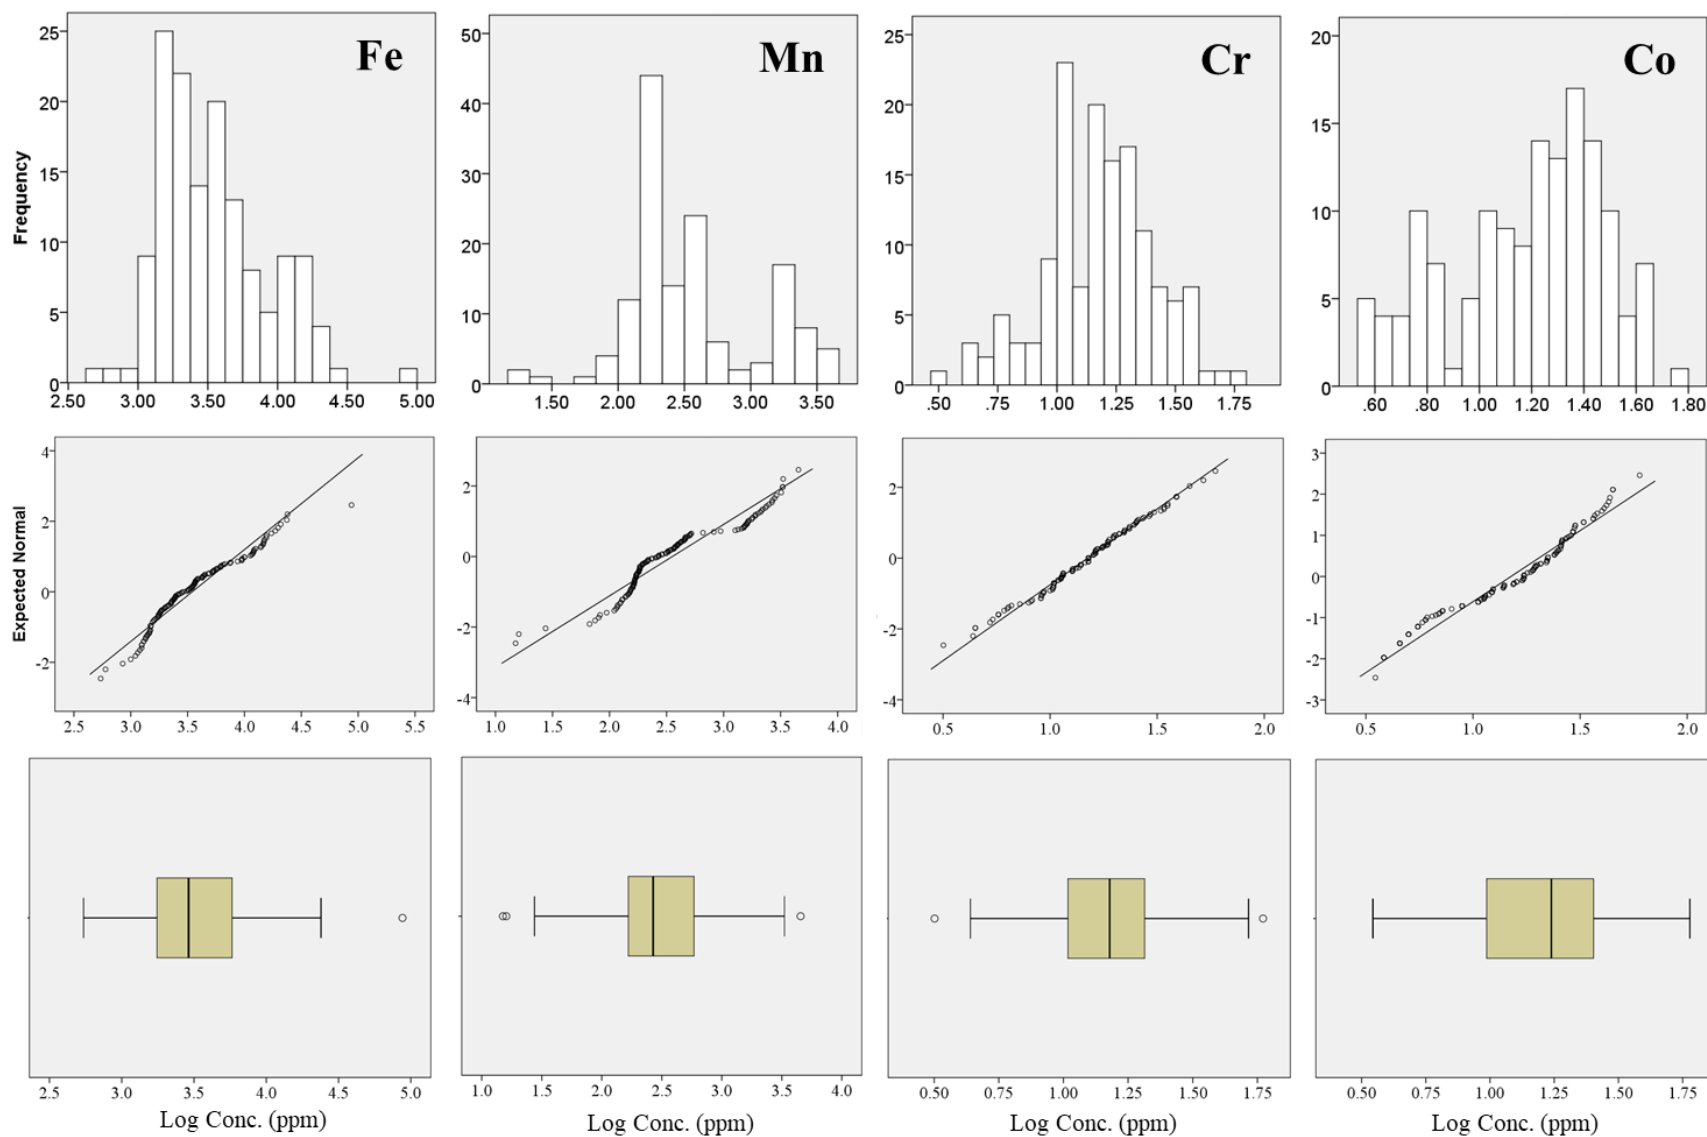 Fe
Mn
Cr
Co
Frequency
25
20
15
10
5
0
2.50 3.00 3.50 4.00 4.50 5.00
50
40
30
20
10
0
1.50 2.00 2.50 3.00 3.50
25
20
15
10
5
0
.50 .75 1.00 1.25 1.50 1.75
20
15
10
5
0
.60 .80 1.00 1.20 1.40 1.60 1.80
Expected Normal
4
2
0
-2
2.5 3.0 3.5 4.0 4.5 5.0 5.5
2
0
-2
-4
1.0 1.5 2.0 2.5 3.0 3.5 4.0
2
0
-2
-4
0.5 1.0 1.5 2.0
3
2
1
0
-1
-2
-3
0.5 1.0 1.5 2.0
2.5 3.0 3.5 4.0 4.5 5.0
Log Conc. (ppm)
1.0 1.5 2.0 2.5 3.0 3.5 4.0
Log Conc. (ppm)
0.50 0.75 1.00 1.25 1.50 1.75
Log Conc. (ppm)
0.50 0.75 1.00 1.25 1.50 1.75
Log Conc. (ppm)